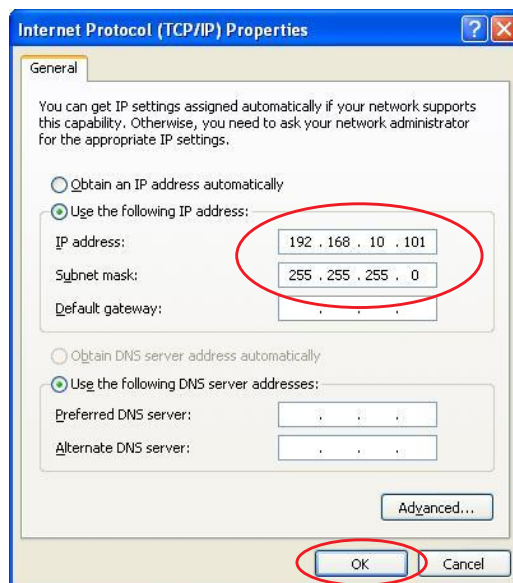 Internet Protocol (TCP/IP) Properties
General
You can get IP settings assigned automatically if your network supports
this capability. Otherwise, you need to ask your network administrator
for the appropriate IP settings.
Obtain an IP address automatically
Use the following IP address:
IP address: 192 . 168 . 10 . 101
Subnet mask: 255 . 255 . 255 . 0
Default gateway: . . .
Obtain DNS server address automatically
Use the following DNS server addresses:
Preferred DNS server: . . .
Alternate DNS server: . . .
Advanced...
OK Cancel